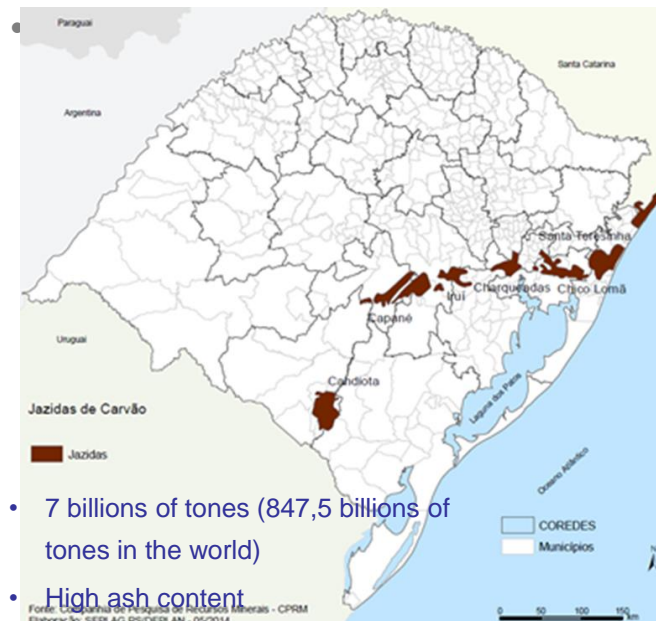 Paraguai
Santa Catarina
Argentina
Santa Teresinha
Charqueadas
Chico Lomã
Iruí
Capané
Uruguai
Candiota
Laguna dos Patos
Jazidas de Carvão
Jazidas
Oceano Atlântico
• 7 billions of tones (847,5 billions of
tones in the world)
COREDES
Municípios
N
• High ash content
Fonte: Companhia de Pesquisa de Recursos Minerais - CPRM
Elaboração: SEPLAG RS/DEPLAN - 05/2014
0 50 100 150
km